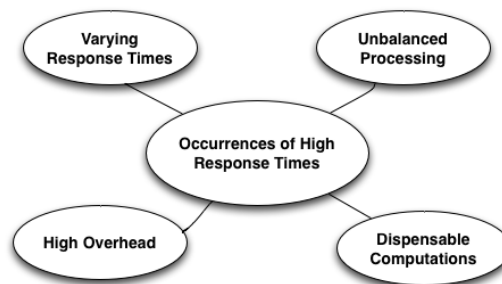 Varying
Response Times
Unbalanced
Processing
Occurrences of High
Response Times
High Overhead
Dispensable
Computations